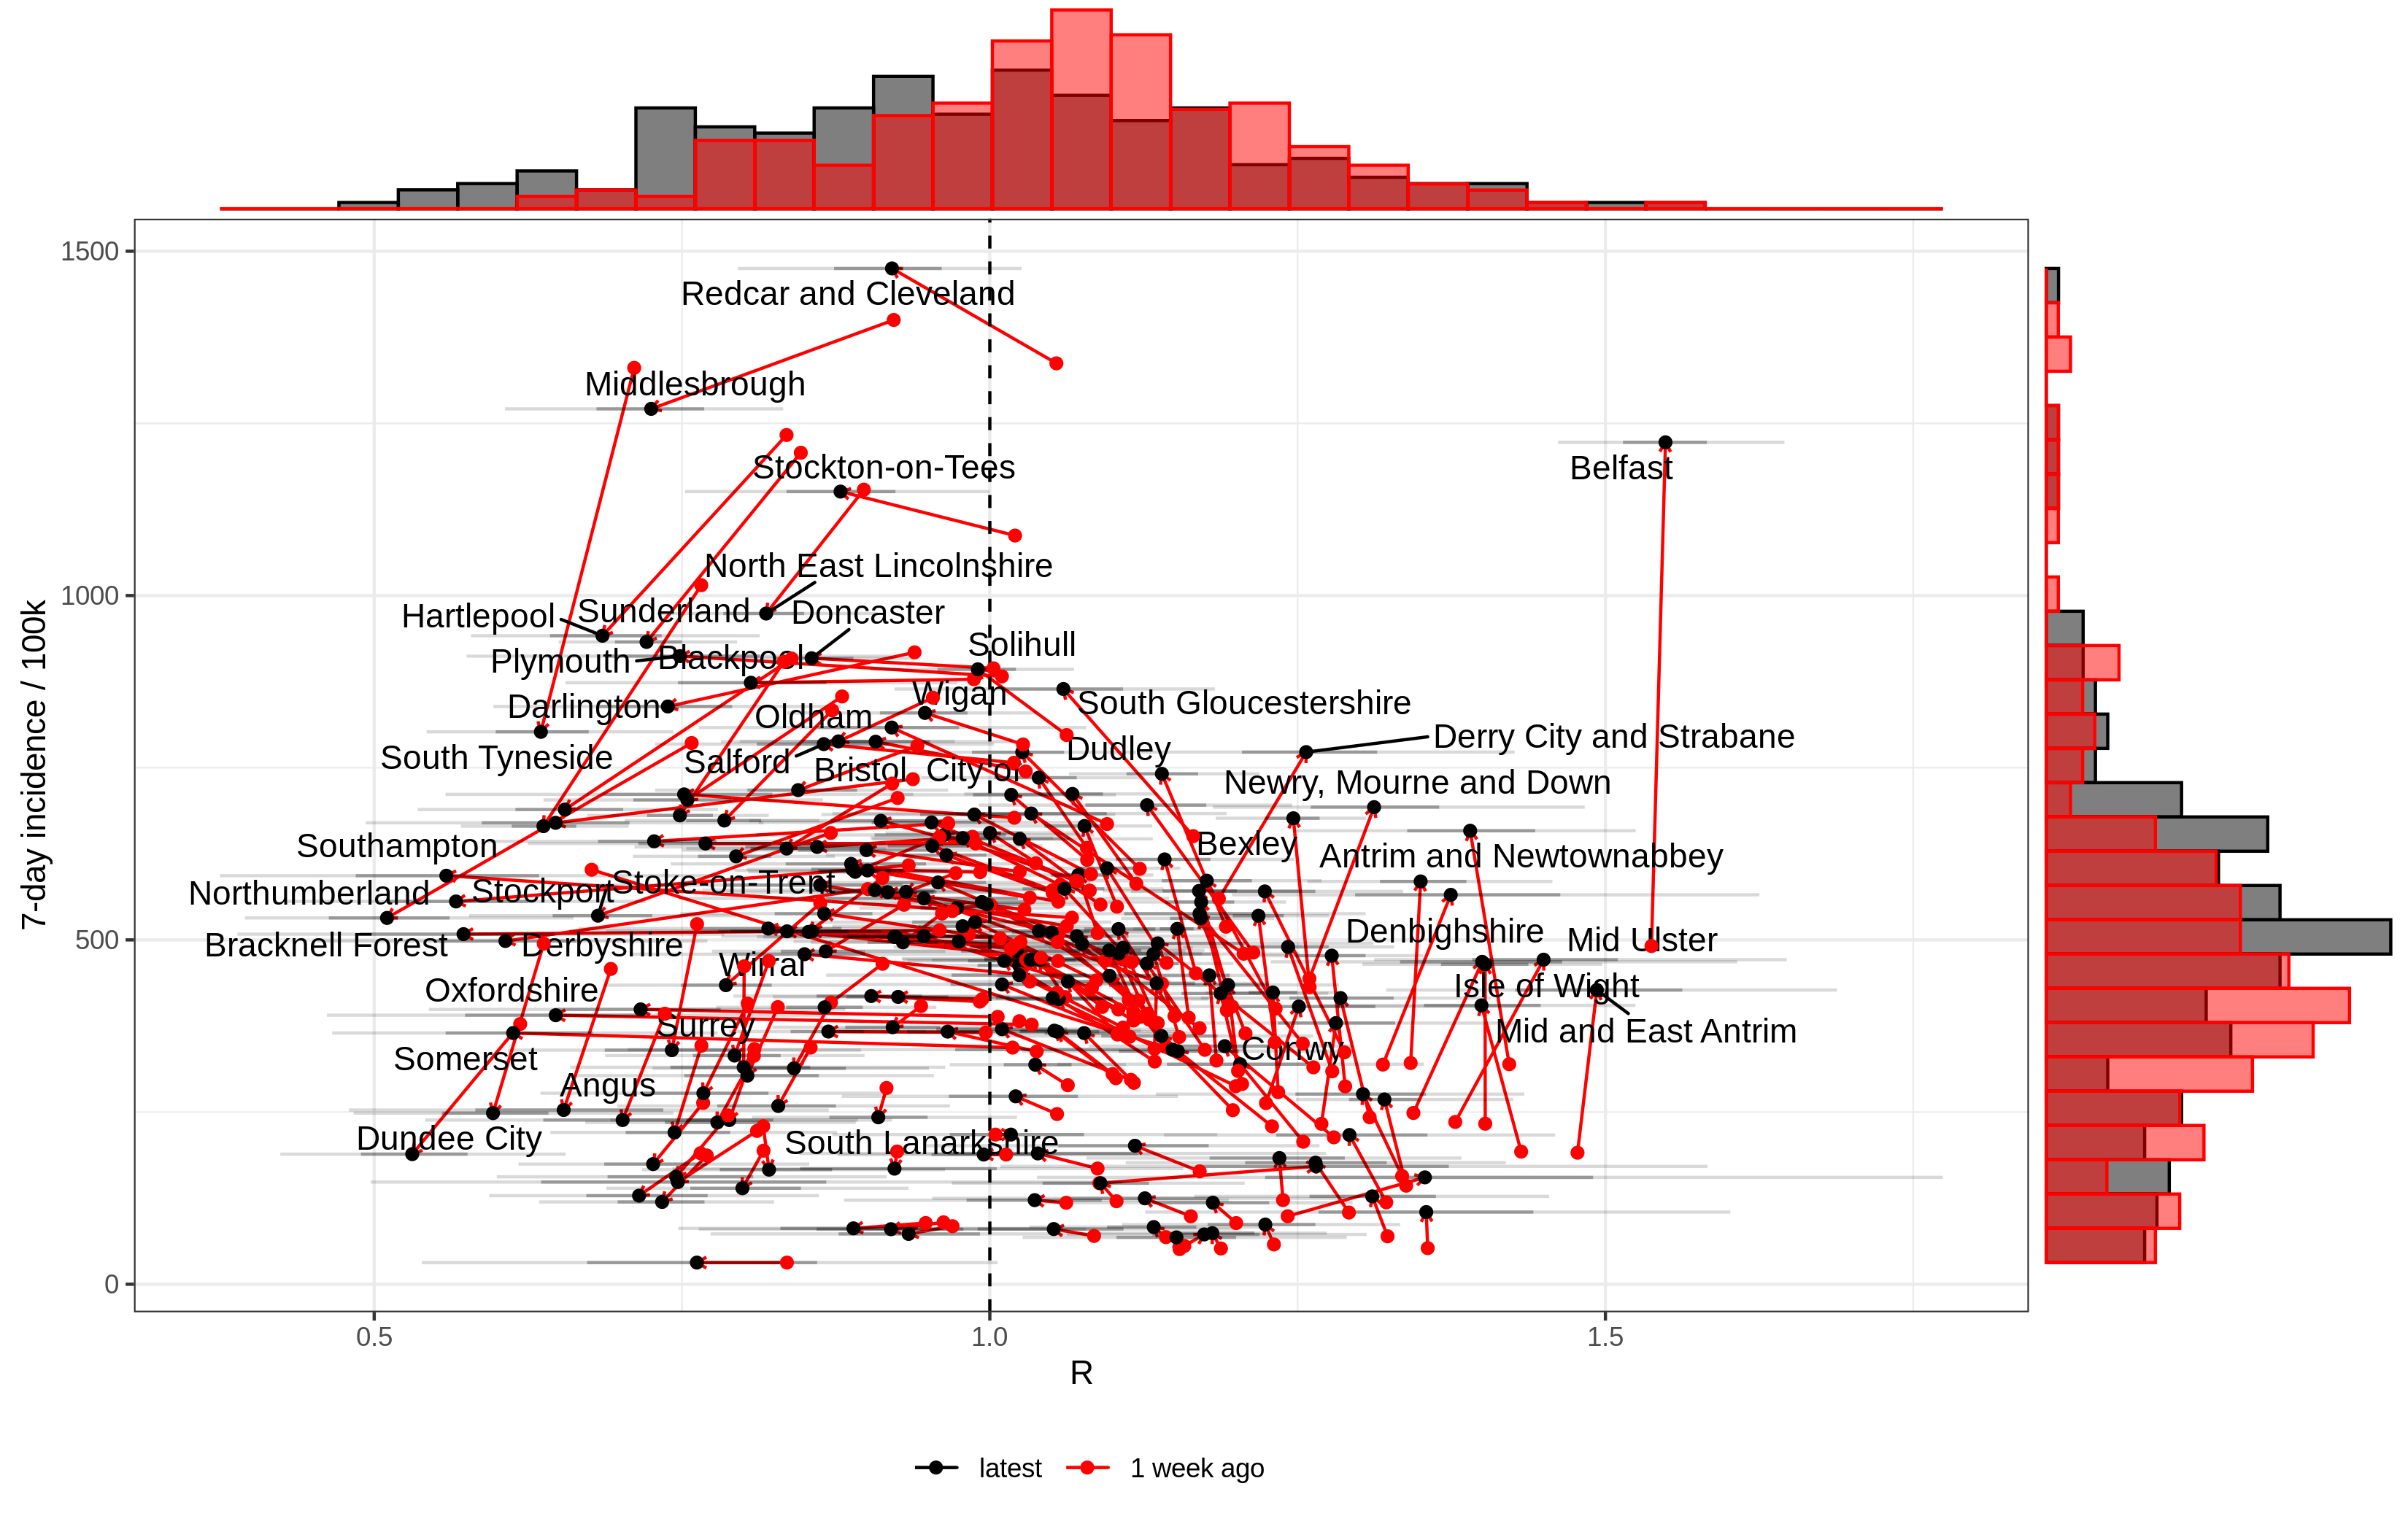 1500
Redcar and Cleveland
Middlesbrough
Stockton-on-Tees
Belfast
North East Lincolnshire
1000
Hartlepool
Sunderland
Doncaster
Solihull
Plymouth
Blackpool
Wigan
Darlington
South Gloucestershire
Oldham
Derry City and Strabane
South Tyneside
Salford
Bristol, City of
Dudley
Newry, Mourne and Down
Southampton
Bexley
Antrim and Newtownabbey
Northumberland
Stockport
Stoke-on-Trent
Bracknell Forest
Derbyshire
Denbighshire
Mid Ulster
500
Wirral
Oxfordshire
Isle of Wight
Surrey
Mid and East Antrim
Somerset
Conwy
Angus
Dundee City
South Lanarkshire
0
7-day incidence / 100k
0.5
1.0
1.5
R
latest
1 week ago